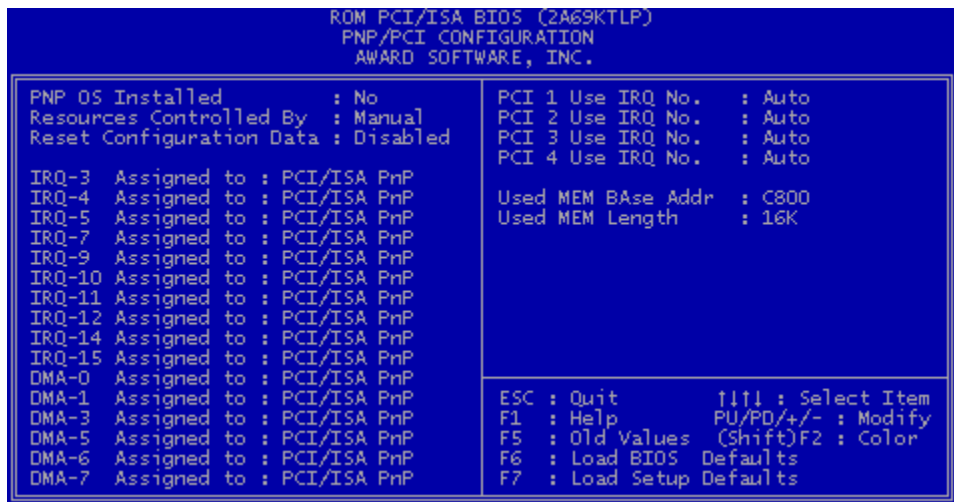 ROM PCI/ISA BIOS (2A69KTLP)
PNP/PCI CONFIGURATION
AWARD SOFTWARE, INC.
PNP OS Installed : No
Resources Controlled By : Manual
Reset Configuration Data : Disabled
IRQ-3 Assigned to : PCI/ISA PnP
IRQ-4 Assigned to : PCI/ISA PnP
IRQ-5 Assigned to : PCI/ISA PnP
IRQ-7 Assigned to : PCI/ISA PnP
IRQ-9 Assigned to : PCI/ISA PnP
IRQ-10 Assigned to : PCI/ISA PnP
IRQ-11 Assigned to : PCI/ISA PnP
IRQ-12 Assigned to : PCI/ISA PnP
IRQ-14 Assigned to : PCI/ISA PnP
IRQ-15 Assigned to : PCI/ISA PnP
DMA-0 Assigned to : PCI/ISA PnP
DMA-1 Assigned to : PCI/ISA PnP
DMA-3 Assigned to : PCI/ISA PnP
DMA-5 Assigned to : PCI/ISA PnP
DMA-6 Assigned to : PCI/ISA PnP
DMA-7 Assigned to : PCI/ISA PnP
PCI 1 Use IRQ No. : Auto
PCI 2 Use IRQ No. : Auto
PCI 3 Use IRQ No. : Auto
PCI 4 Use IRQ No. : Auto
Used MEM BAse Addr : C800
Used MEM Length : 16K
ESC : Quit ↑↓↑↓ : Select Item
F1 : Help PU/PD/+/- : Modify
F5 : Old Values (Shift)F2 : Color
F6 : Load BIOS Defaults
F7 : Load Setup Defaults